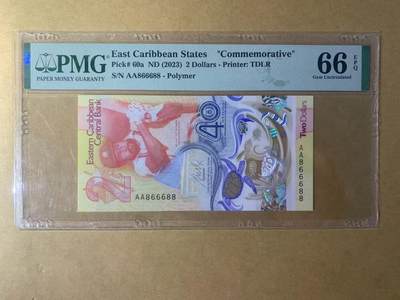 PMG
PAPER MONEY GUARANTY
East Caribbean States "Commemorative"
Pick# 60a ND (2023) 2 Dollars - Printer: TDLR
S/N AA866688 - Polymer
66 EPQ
Gem Uncirculated
Eastern Caribbean
Central Bank
2
AA866688
40
Two Dollars
AA866688